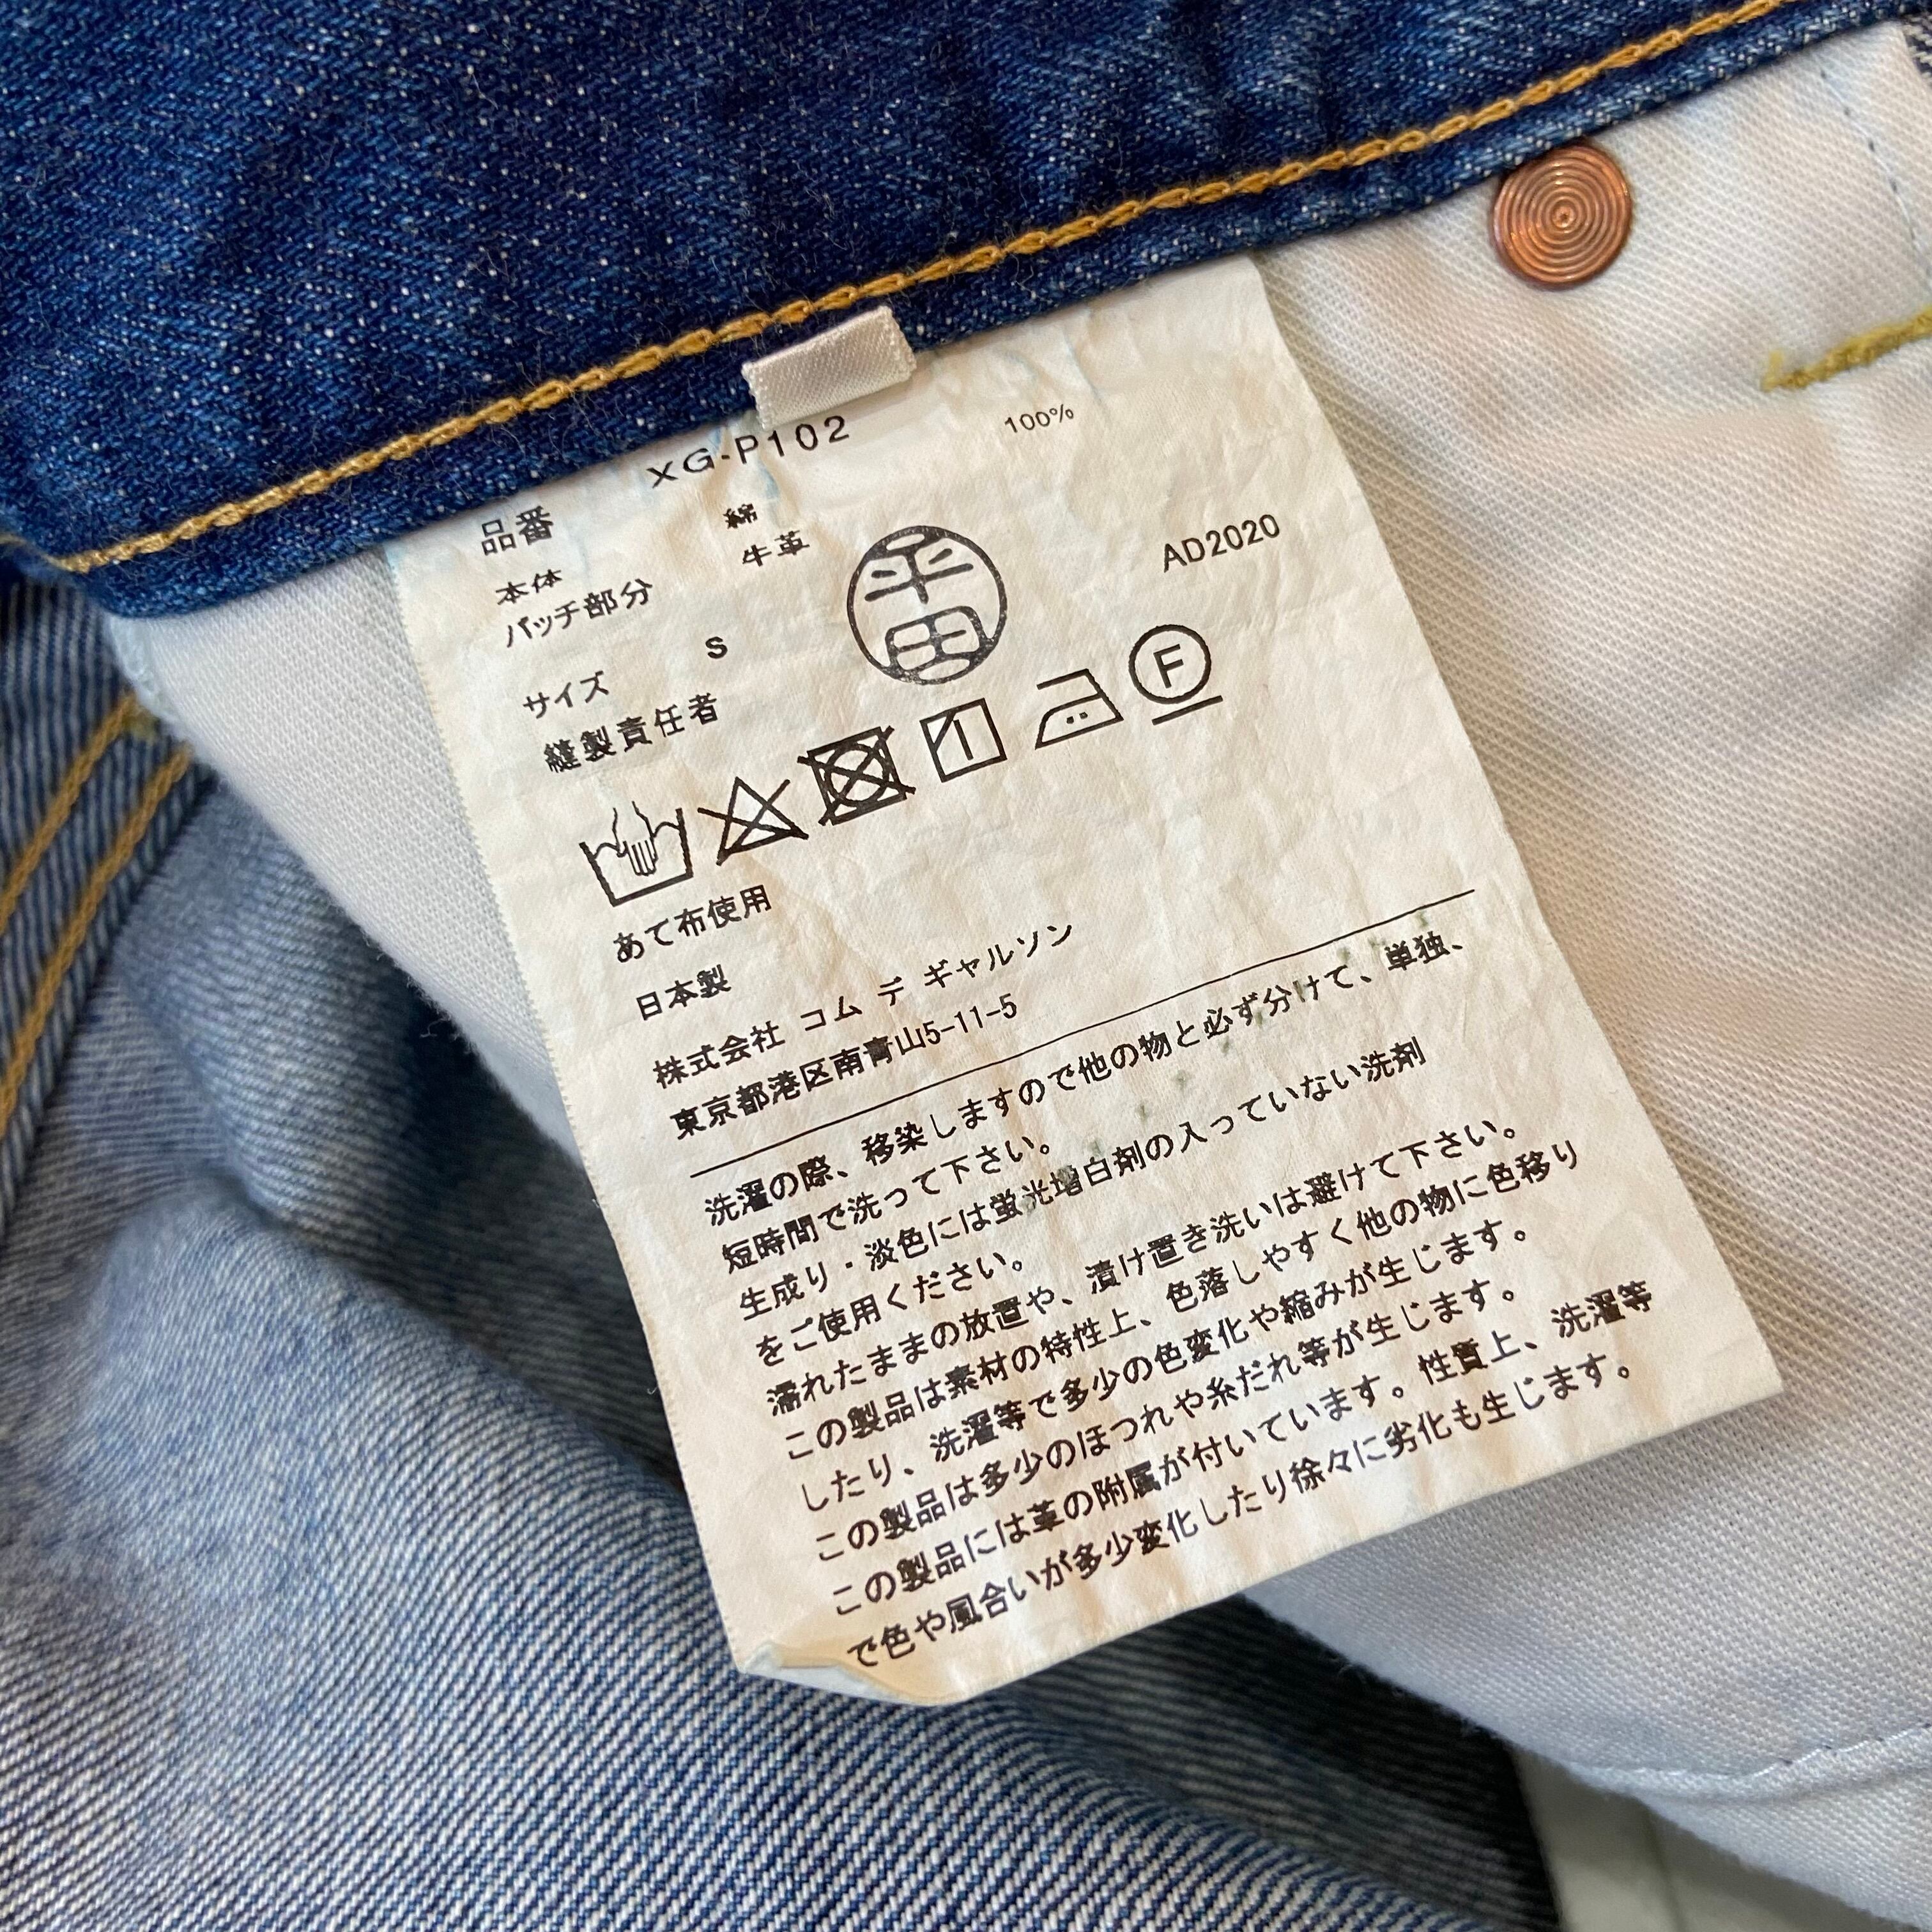 品番 XG-P102
本体 綿 100%
パッチ部分 牛革
サイズ S
縫製責任者 平田 AD2020
F
あて布使用
日本製
株式会社 コム デ ギャルソン
東京都港区南青山5-11-5
洗濯の際、移染しますので他の物と必ず分けて、単独、
短時間で洗って下さい。
生成り・淡色には蛍光増白剤の入っていない洗剤
をご使用ください。
濡れたままの放置や、漬け置き洗いは避けて下さい。
この製品は素材の特性上、色落しやすく他の物に色移り
したり、洗濯等で多少の色変化や縮みが生じます。
この製品は多少のほつれや糸だれ等が生じます。
この製品には革の附属が付いています。性質上、洗濯等
で色や風合いが多少変化したり徐々に劣化も生じます。